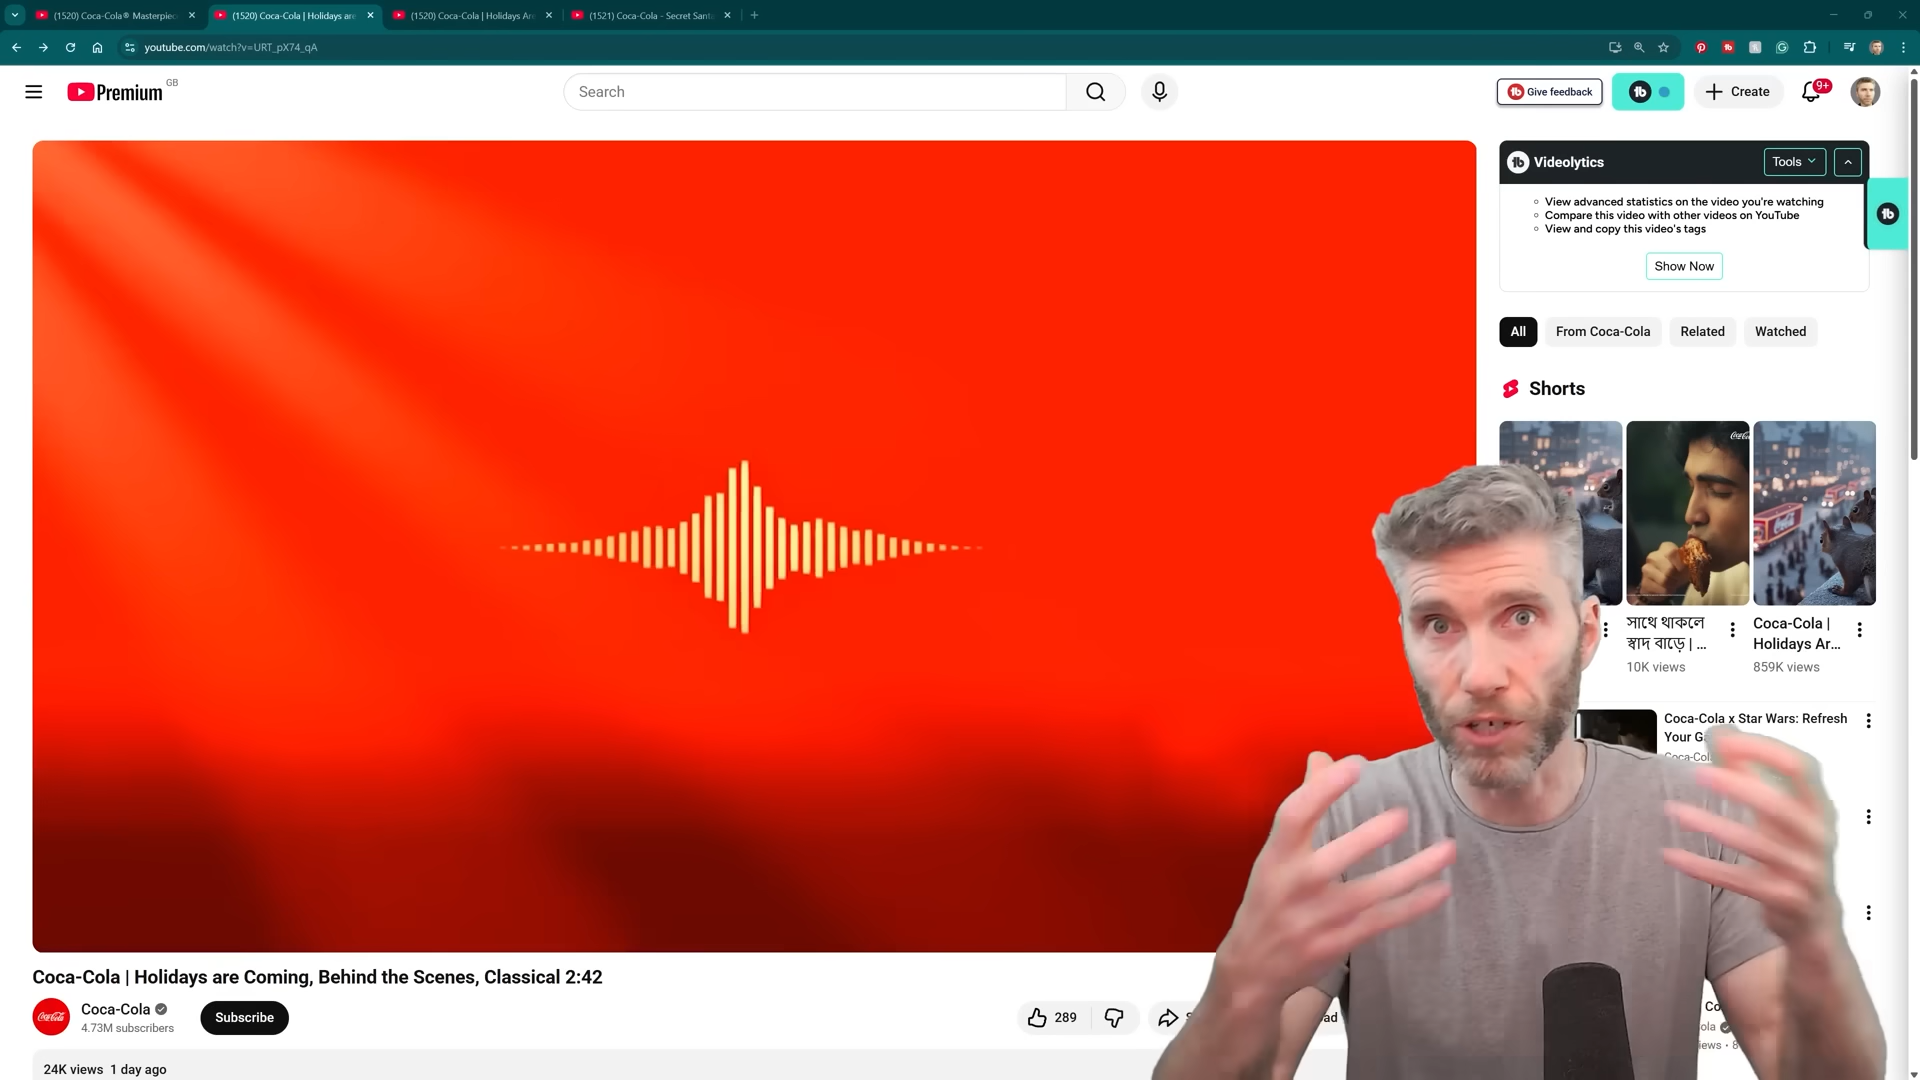 (1520) Coca-Cola® Masterpiec
(1520) Coca-Cola | Holidays are
(1520) Coca-Cola | Holidays Are
(1521) Coca-Cola - Secret Santa
youtube.com/watch?v=URT_pX74_qA
Premium GB
Search
Give feedback
Create
9+
Videolytics
Tools
View advanced statistics on the video you're watching
Compare this video with other videos on YouTube
View and copy this video's tags
Show Now
All
From Coca-Cola
Related
Watched
Shorts
সাথে থাকলে
স্বাদ বাড়ে | ...
10K views
Coca-Cola |
Holidays Ar...
859K views
Coca-Cola x Star Wars: Refresh
Your G
Coca-Col
Coca-Cola | Holidays are Coming, Behind the Scenes, Classical 2:42
Coca-Cola
4.73M subscribers
Subscribe
289
24K views 1 day ago